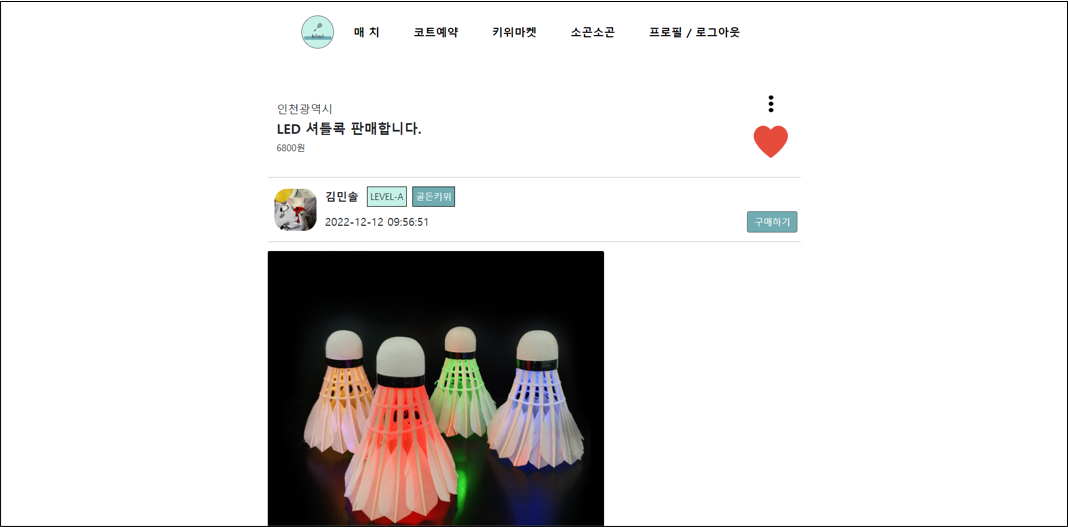 kiwi
매 치 코트예약 키위마켓 소곤소곤 프로필 / 로그아웃
인천광역시
LED 셔틀콕 판매합니다.
6800원
김민솔 LEVEL-A 골든키위
2022-12-12 09:56:51
구매하기